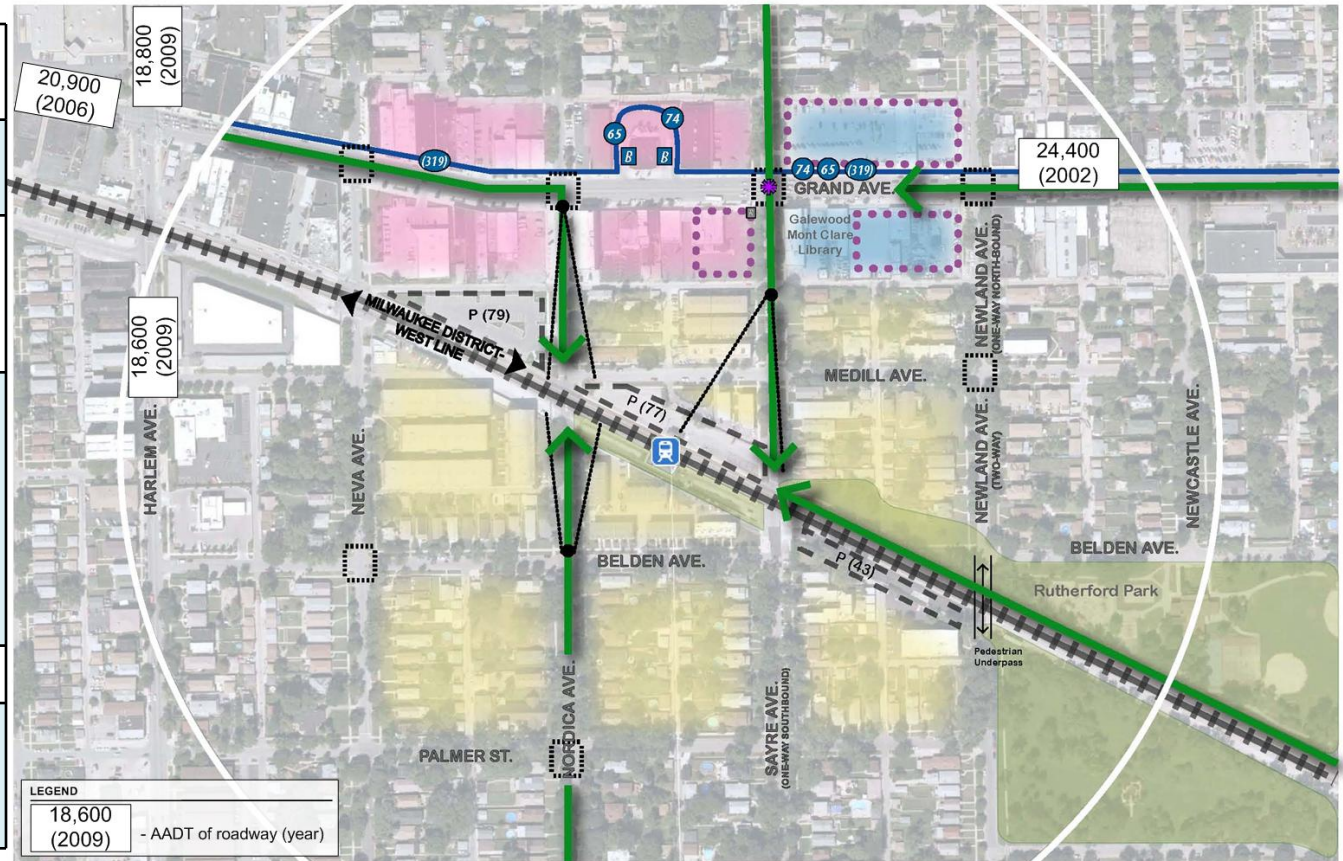 20,900
(2006)
18,800
(2009)
(319)
65
74
B
B
74
65
(319)
GRAND AVE.
24,400
(2002)
Galewood
Mont Clare
Library
NEWLAND AVE.
(ONE-WAY NORTH-BOUND)
MILWAUKEE DISTRICT-
WEST LINE
P (79)
18,600
(2009)
HARLEM AVE.
NEVA AVE.
P (77)
MEDILL AVE.
NEWLAND AVE.
(TWO-WAY)
NEWCASTLE AVE.
BELDEN AVE.
P (43)
BELDEN AVE.
Rutherford Park
Pedestrian
Underpass
NORDICA AVE.
SAYRE AVE.
(ONE-WAY SOUTHBOUND)
PALMER ST.
LEGEND
18,600
(2009)
- AADT of roadway (year)